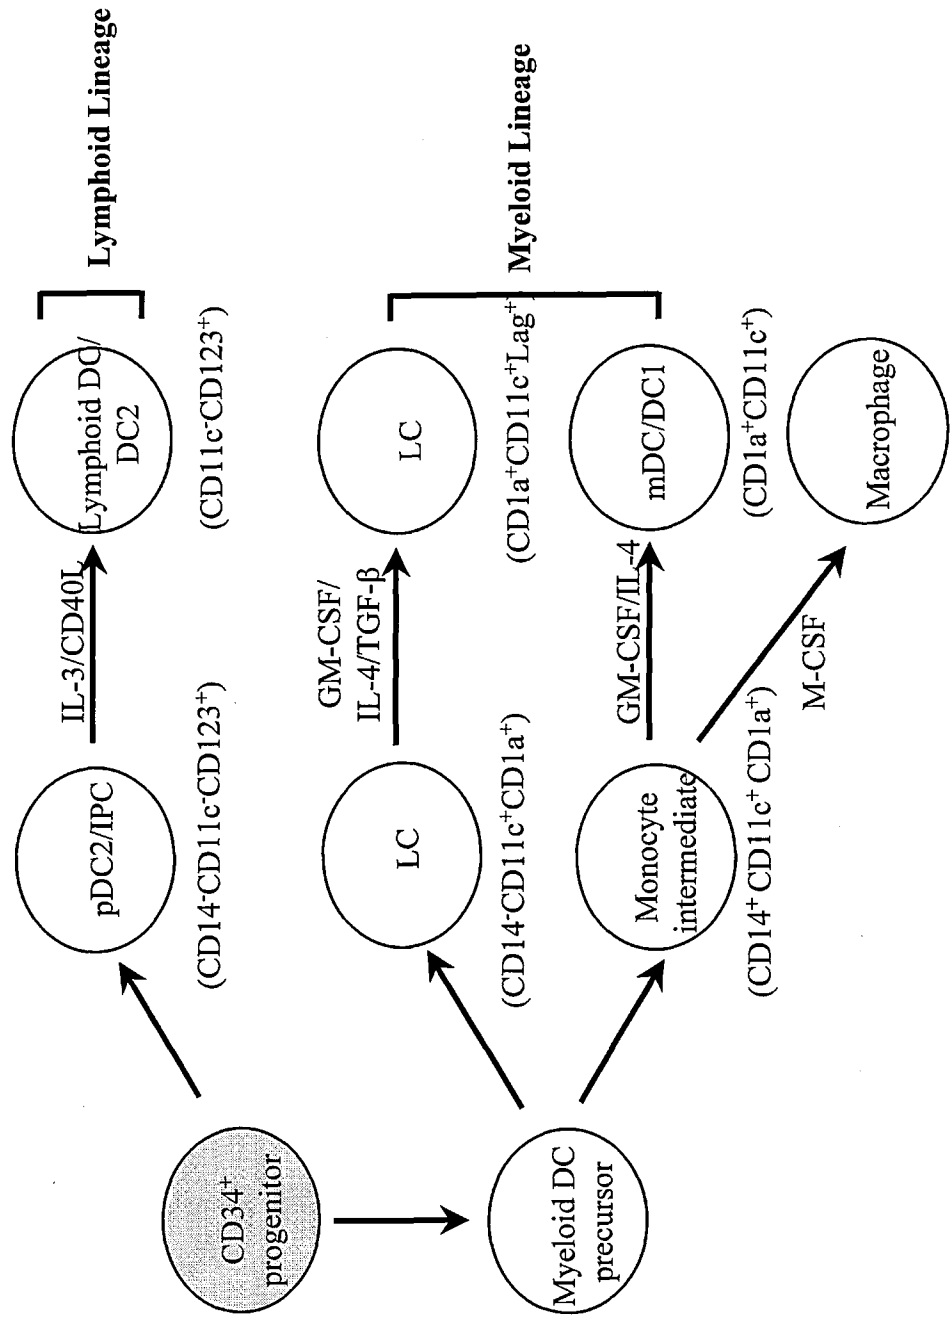 CD34⁺
progenitor
Myeloid DC
precursor
pDC2/IPC
(CD14⁻CD11c⁻CD123⁺)
IL-3/CD40L
Lymphoid DC/
DC2
(CD11c⁻CD123⁺)
Lymphoid Lineage
LC
(CD14⁻CD11c⁺CD1a⁺)
GM-CSF/
IL-4/TGF-β
LC
(CD1a⁺CD11c⁺Lag⁺)
Myeloid Lineage
Monocyte
intermediate
(CD14⁺ CD11c⁺ CD1a⁺)
GM-CSF/IL-4
mDC/DC1
(CD1a⁺CD11c⁺)
M-CSF
Macrophage